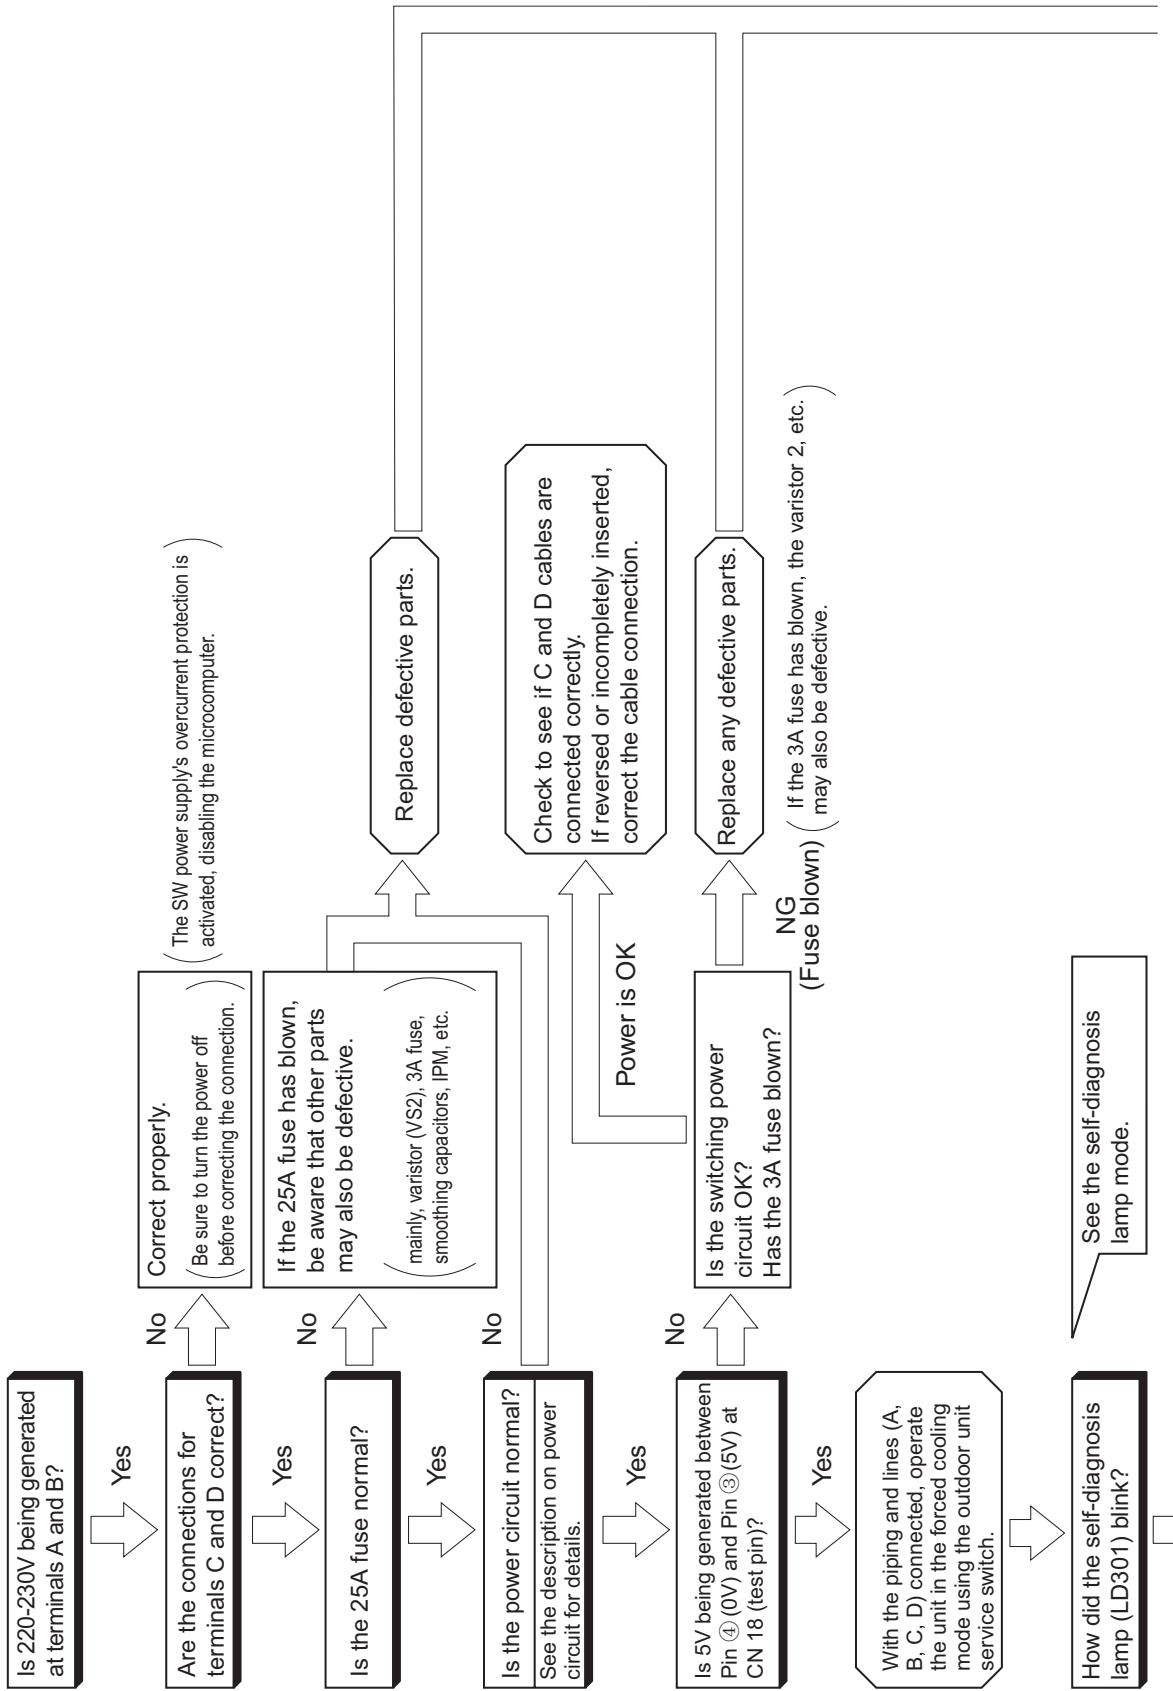 Is 220-230V being generated
at terminals A and B?
Yes
Are the connections for
terminals C and D correct?
No
Correct properly.
Be sure to turn the power off
before correcting the connection.
The SW power supply's overcurrent protection is
activated, disabling the microcomputer.
Yes
Is the 25A fuse normal?
No
If the 25A fuse has blown,
be aware that other parts
may also be defective.
mainly, varistor (VS2), 3A fuse,
smoothing capacitors, IPM, etc.
Replace defective parts.
Yes
Is the power circuit normal?
See the description on power
circuit for details.
No
Yes
Is 5V being generated between
Pin ④ (0V) and Pin ③ (5V) at
CN 18 (test pin)?
No
Is the switching power
circuit OK?
Has the 3A fuse blown?
Power is OK
Check to see if C and D cables are
connected correctly.
If reversed or incompletely inserted,
correct the cable connection.
NG
(Fuse blown)
Replace any defective parts.
If the 3A fuse has blown, the varistor 2, etc.
may also be defective.
Yes
With the piping and lines (A,
B, C, D) connected, operate
the unit in the forced cooling
mode using the outdoor unit
service switch.
How did the self-diagnosis
lamp (LD301) blink?
See the self-diagnosis
lamp mode.